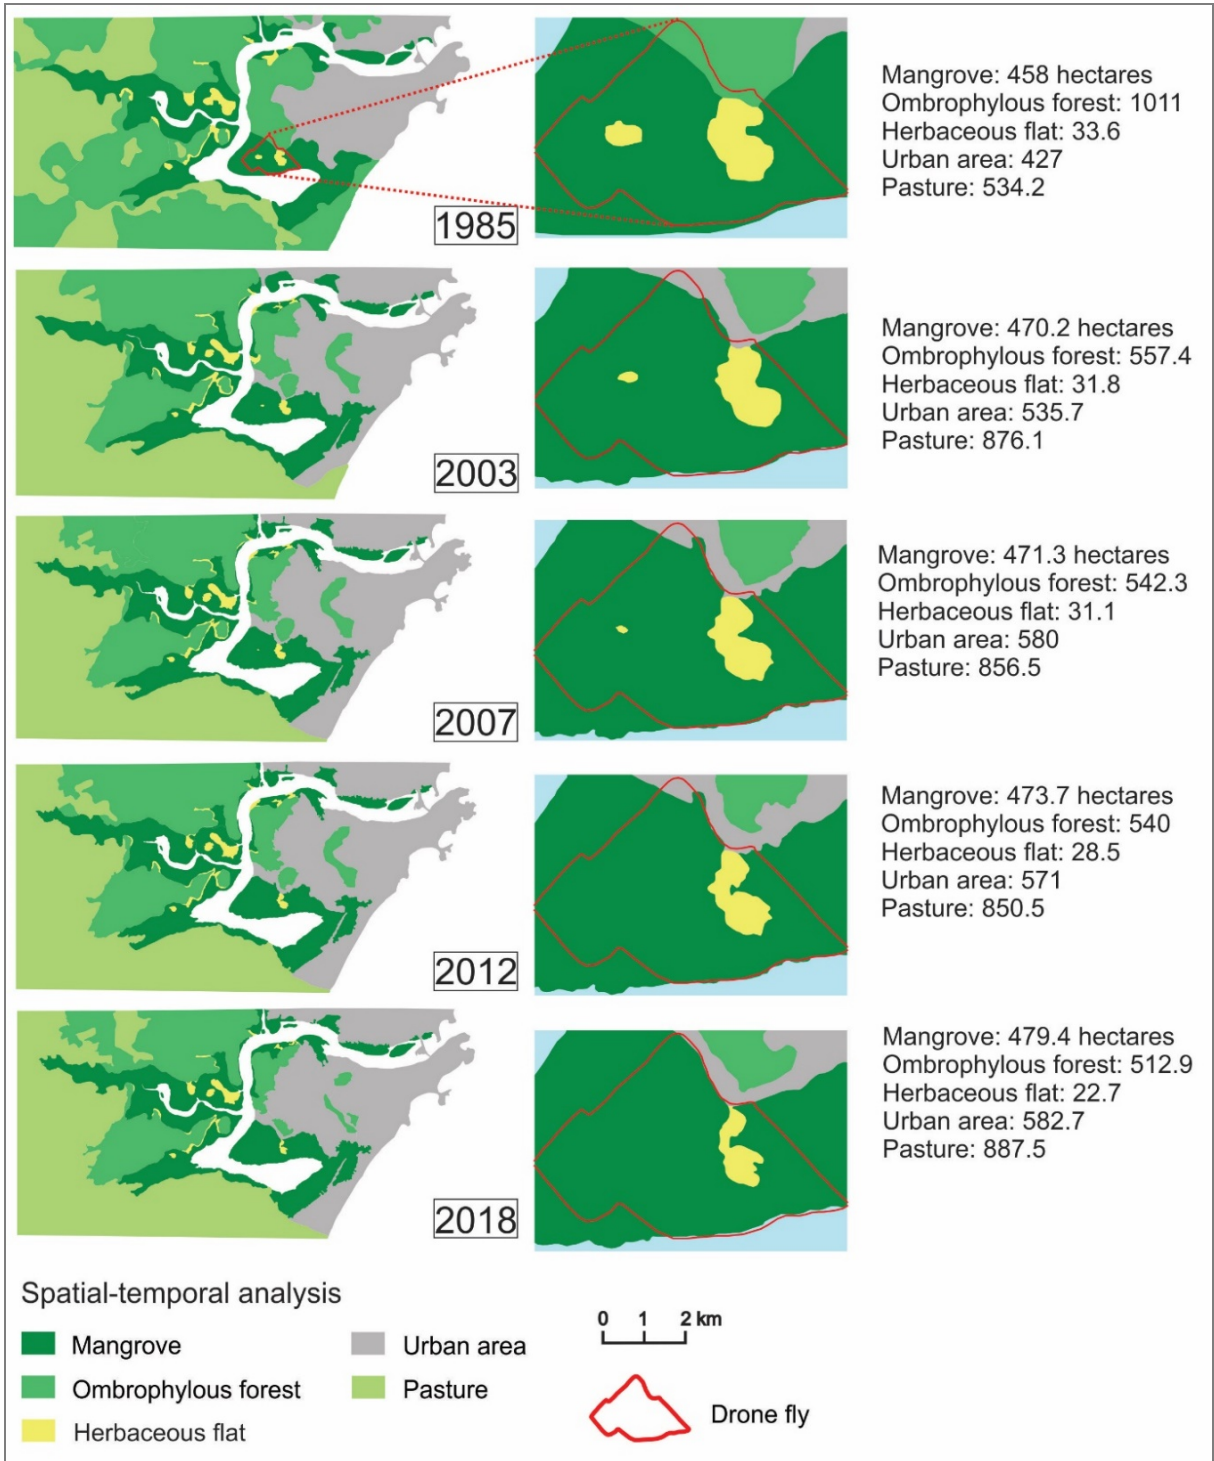 Mangrove: 458 hectares
Ombrophylous forest: 1011
Herbaceous flat: 33.6
Urban area: 427
Pasture: 534.2
1985
Mangrove: 470.2 hectares
Ombrophylous forest: 557.4
Herbaceous flat: 31.8
Urban area: 535.7
Pasture: 876.1
2003
Mangrove: 471.3 hectares
Ombrophylous forest: 542.3
Herbaceous flat: 31.1
Urban area: 580
Pasture: 856.5
2007
Mangrove: 473.7 hectares
Ombrophylous forest: 540
Herbaceous flat: 28.5
Urban area: 571
Pasture: 850.5
2012
Mangrove: 479.4 hectares
Ombrophylous forest: 512.9
Herbaceous flat: 22.7
Urban area: 582.7
Pasture: 887.5
2018
Spatial-temporal analysis
Mangrove
Ombrophylous forest
Herbaceous flat
Urban area
Pasture
0 1 2 km
Drone fly